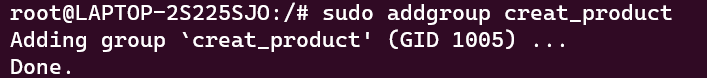 root@LAPTOP-2S225SJO:/# sudo addgroup creat_product
Adding group `creat_product' (GID 1005) ...
Done.